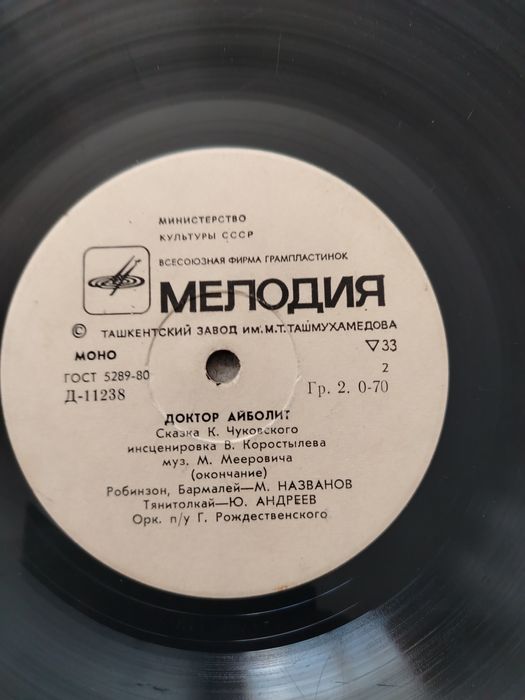 МИНИСТЕРСТВО
КУЛЬТУРЫ СССР
ВСЕСОЮЗНАЯ ФИРМА ГРАМПЛАСТИНОК
МЕЛОДИЯ
© ТАШКЕНТСКИЙ ЗАВОД ИМ. М.Т. ТАШМУХАМЕДОВА
МОНО ▽33
ГОСТ 5289-80 2
Д-11238 Гр. 2. 0-70
ДОКТОР АЙБОЛИТ
Сказка К. Чуковского
инсценировка В. Коростылева
муз. М. Мееровича
(окончание)
Робинзон, Бармалей—М. НАЗВАНОВ
Тянитолкай—Ю. АНДРЕЕВ
Орк. п/у Г. Рождественского